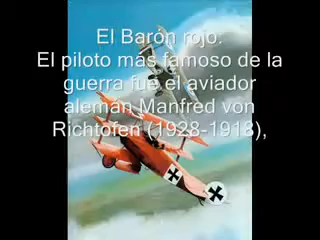 El Barón rojo.
El piloto más famoso de la
guerra fue el aviador
alemán Manfred von
Richtofen (1928-1918),